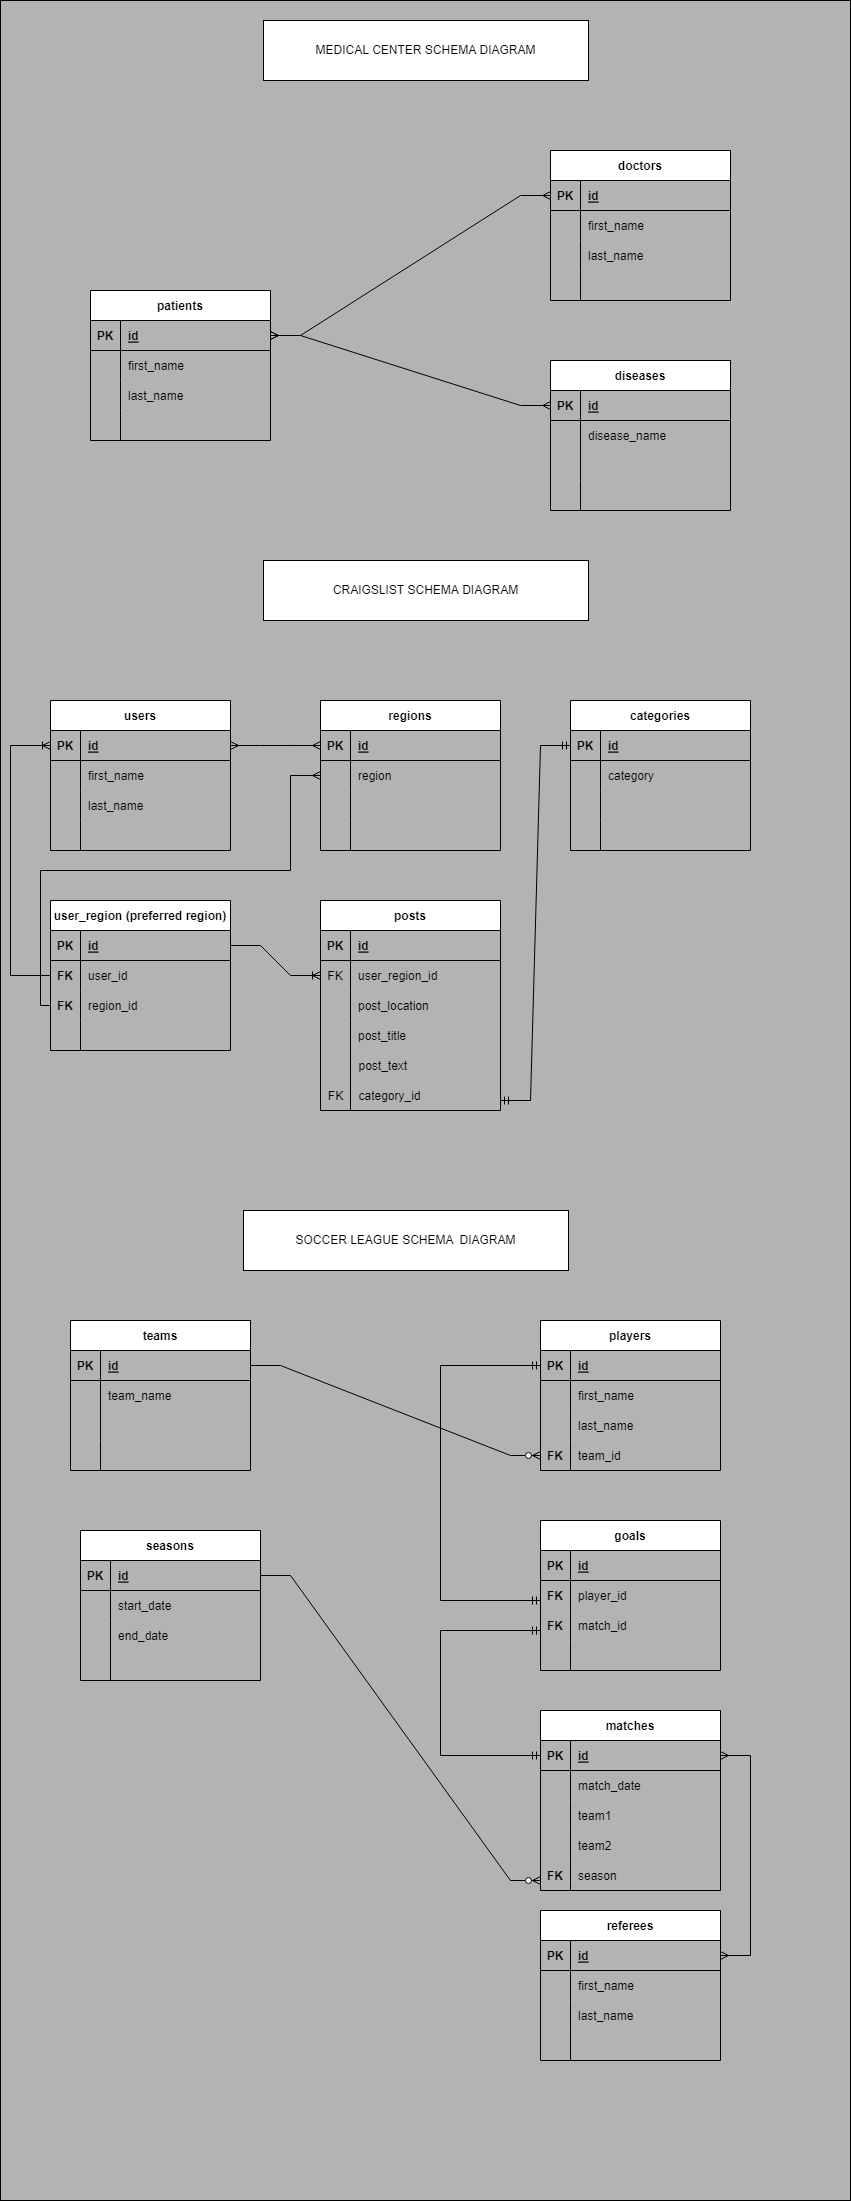 MEDICAL CENTER SCHEMA DIAGRAM
doctors
PK id
first_name
last_name
patients
PK id
first_name
last_name
diseases
PK id
disease_name
CRAIGSLIST SCHEMA DIAGRAM
users
PK id
first_name
last_name
regions
PK id
region
categories
PK id
category
user_region (preferred region)
PK id
FK user_id
FK region_id
posts
PK id
FK user_region_id
post_location
post_title
post_text
FK category_id
SOCCER LEAGUE SCHEMA  DIAGRAM
teams
PK id
team_name
players
PK id
first_name
last_name
FK team_id
seasons
PK id
start_date
end_date
goals
PK id
FK player_id
FK match_id
matches
PK id
match_date
team1
team2
FK season
referees
PK id
first_name
last_name